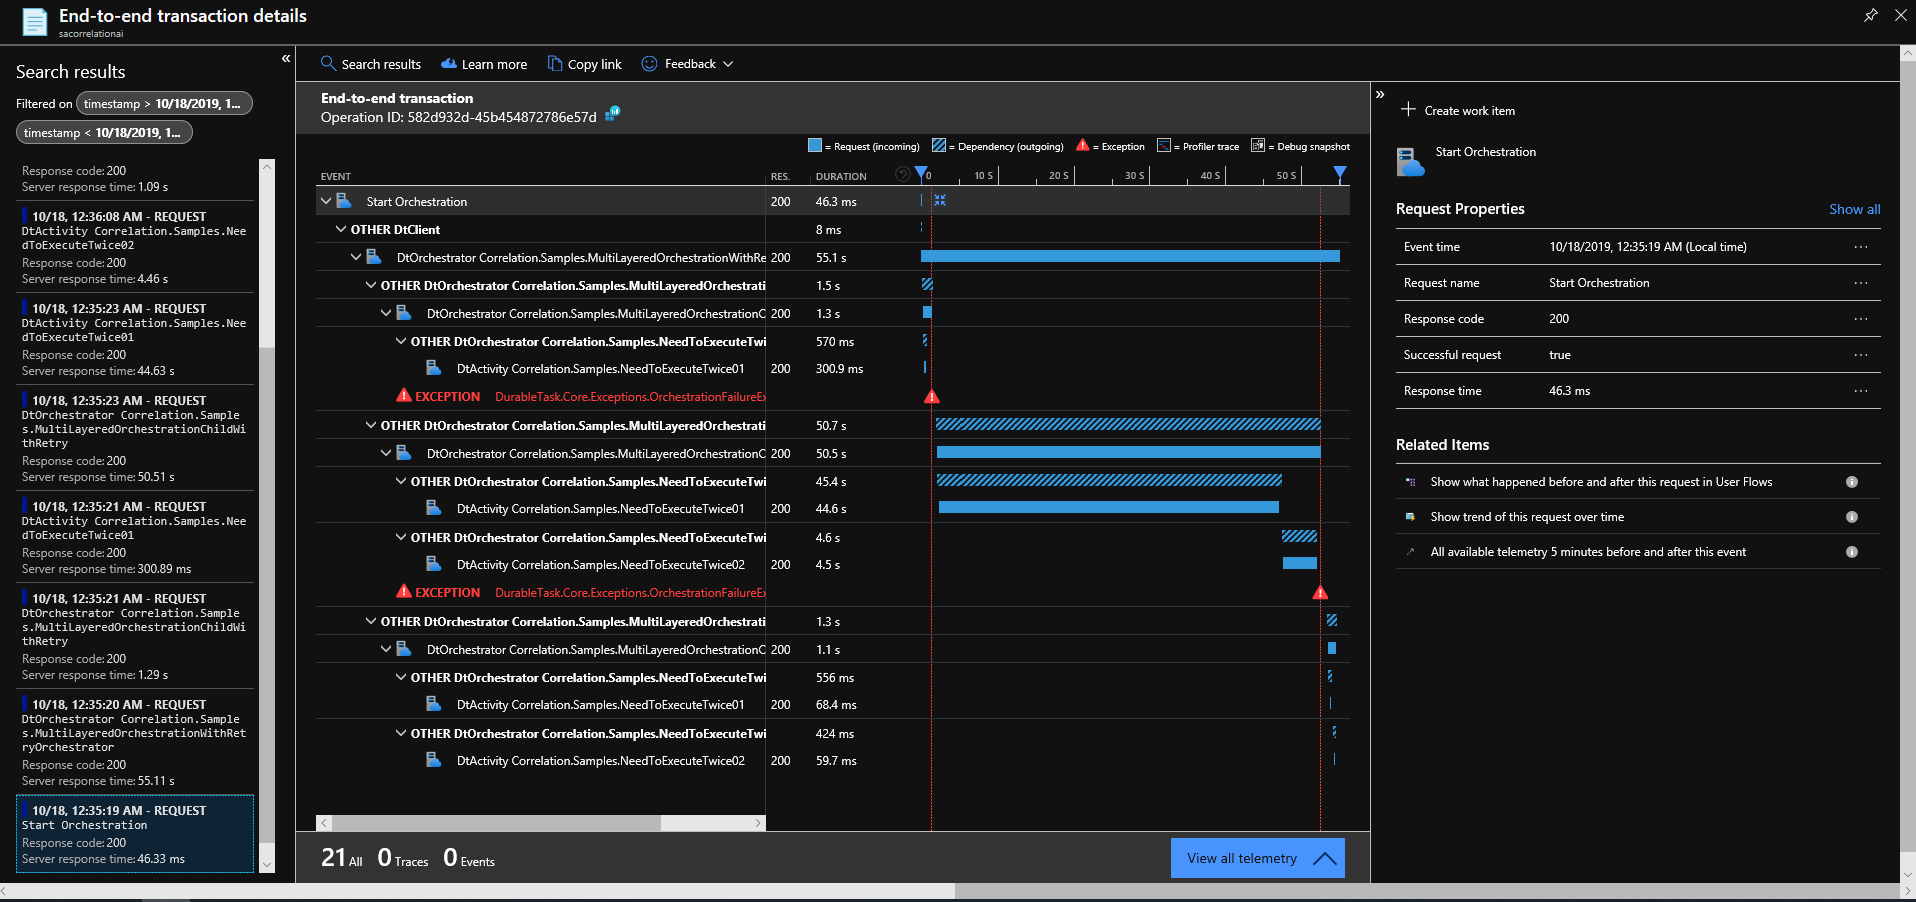 End-to-end transaction details
sacorrelationai
Search results
Filtered on timestamp > 10/18/2019, 1...
timestamp < 10/18/2019, 1...
Response code: 200
Server response time: 1.09 s
10/18, 12:36:08 AM - REQUEST
DtActivity Correlation.Samples.Nee
dToExecuteTwice02
Response code: 200
Server response time: 4.46 s
10/18, 12:35:23 AM - REQUEST
DtActivity Correlation.Samples.Nee
dToExecuteTwice01
Response code: 200
Server response time: 44.63 s
10/18, 12:35:23 AM - REQUEST
DtOrchestrator Correlation.Sample
s.MultiLayeredOrchestrationChildWi
thRetry
Response code: 200
Server response time: 50.51 s
10/18, 12:35:21 AM - REQUEST
DtActivity Correlation.Samples.Nee
dToExecuteTwice01
Response code: 200
Server response time: 300.89 ms
10/18, 12:35:21 AM - REQUEST
DtOrchestrator Correlation.Sample
s.MultiLayeredOrchestrationChildWi
thRetry
Response code: 200
Server response time: 1.29 s
10/18, 12:35:20 AM - REQUEST
DtOrchestrator Correlation.Sample
s.MultiLayeredOrchestrationWithRet
ryOrchestrator
Response code: 200
Server response time: 55.11 s
10/18, 12:35:19 AM - REQUEST
Start Orchestration
Response code: 200
Server response time: 46.33 ms
Search results Learn more Copy link Feedback
End-to-end transaction
Operation ID: 582d932d-45b454872786e57d
= Request (incoming) = Dependency (outgoing) = Exception = Profiler trace = Debug snapshot
EVENT RES. DURATION 0 10 S 20 S 30 S 40 S 50 S
Start Orchestration 200 46.3 ms
OTHER DtClient 8 ms
DtOrchestrator Correlation.Samples.MultiLayeredOrchestrationWithRe 200 55.1 s
OTHER DtOrchestrator Correlation.Samples.MultiLayeredOrchestrati 1.5 s
DtOrchestrator Correlation.Samples.MultiLayeredOrchestrationC 200 1.3 s
OTHER DtOrchestrator Correlation.Samples.NeedToExecuteTwi 570 ms
DtActivity Correlation.Samples.NeedToExecuteTwice01 200 300.9 ms
EXCEPTION DurableTask.Core.Exceptions.OrchestrationFailureEx
OTHER DtOrchestrator Correlation.Samples.MultiLayeredOrchestrati 50.7 s
DtOrchestrator Correlation.Samples.MultiLayeredOrchestrationC 200 50.5 s
OTHER DtOrchestrator Correlation.Samples.NeedToExecuteTwi 45.4 s
DtActivity Correlation.Samples.NeedToExecuteTwice01 200 44.6 s
OTHER DtOrchestrator Correlation.Samples.NeedToExecuteTwi 4.6 s
DtActivity Correlation.Samples.NeedToExecuteTwice02 200 4.5 s
EXCEPTION DurableTask.Core.Exceptions.OrchestrationFailureEx
OTHER DtOrchestrator Correlation.Samples.MultiLayeredOrchestrati 1.3 s
DtOrchestrator Correlation.Samples.MultiLayeredOrchestrationC 200 1.1 s
OTHER DtOrchestrator Correlation.Samples.NeedToExecuteTwi 556 ms
DtActivity Correlation.Samples.NeedToExecuteTwice01 200 68.4 ms
OTHER DtOrchestrator Correlation.Samples.NeedToExecuteTwi 424 ms
DtActivity Correlation.Samples.NeedToExecuteTwice02 200 59.7 ms
21 All 0 Traces 0 Events
View all telemetry
Create work item
Start Orchestration
Request Properties Show all
Event time 10/18/2019, 12:35:19 AM (Local time) ...
Request name Start Orchestration ...
Response code 200 ...
Successful request true ...
Response time 46.3 ms ...
Related Items
Show what happened before and after this request in User Flows
Show trend of this request over time
All available telemetry 5 minutes before and after this event